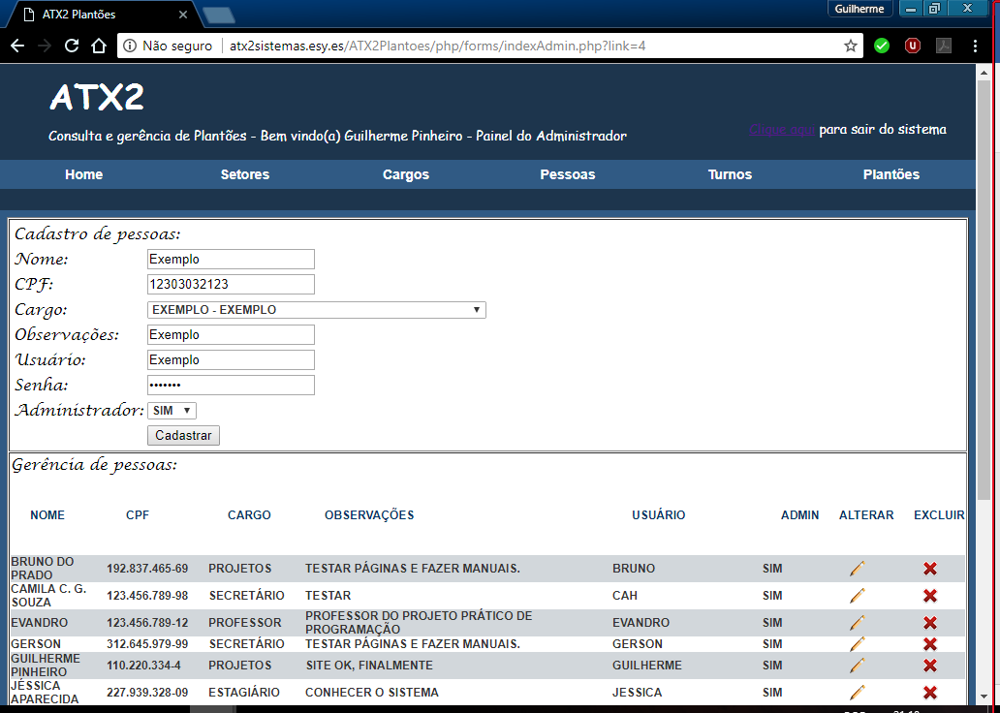 ATX2 Plantões
Guilherme
Não seguro
atx2sistemas.esy.es/ATX2Plantoes/php/forms/indexAdmin.php?link=4
ATX2
Consulta e gerência de Plantões - Bem vindo(a) Guilherme Pinheiro - Painel do Administrador
Clique aqui para sair do sistema
Home Setores Cargos Pessoas Turnos Plantões
Cadastro de pessoas:
Nome: Exemplo
CPF: 12303032123
Cargo: EXEMPLO - EXEMPLO
Observações: Exemplo
Usuário: Exemplo
Senha: •••••••
Administrador: SIM
Cadastrar
Gerência de pessoas:
NOME CPF CARGO OBSERVAÇÕES USUÁRIO ADMIN ALTERAR EXCLUIR
BRUNO DO
PRADO 192.837.465-69 PROJETOS TESTAR PÁGINAS E FAZER MANUAIS. BRUNO SIM
CAMILA C. G.
SOUZA 123.456.789-98 SECRETÁRIO TESTAR CAH SIM
EVANDRO 123.456.789-12 PROFESSOR PROFESSOR DO PROJETO PRÁTICO DE
PROGRAMAÇÃO EVANDRO SIM
GERSON 312.645.979-99 SECRETÁRIO TESTAR PÁGINAS E FAZER MANUAIS. GERSON SIM
GUILHERME
PINHEIRO 110.220.334-4 PROJETOS SITE OK, FINALMENTE GUILHERME SIM
JÉSSICA
APARECIDA 227.939.328-09 ESTAGIÁRIO CONHECER O SISTEMA JESSICA SIM